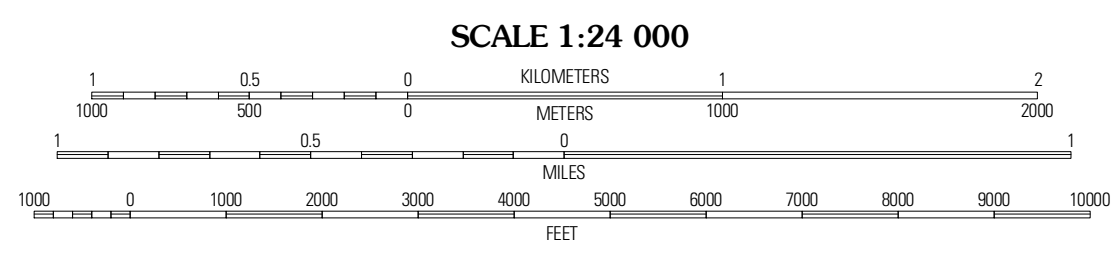 SCALE 1:24 000
1 0.5 0 KILOMETERS 1 2
1000 500 0 METERS 1000 2000
1 0.5 0 1
MILES
1000 0 1000 2000 3000 4000 5000 6000 7000 8000 9000 10000
FEET